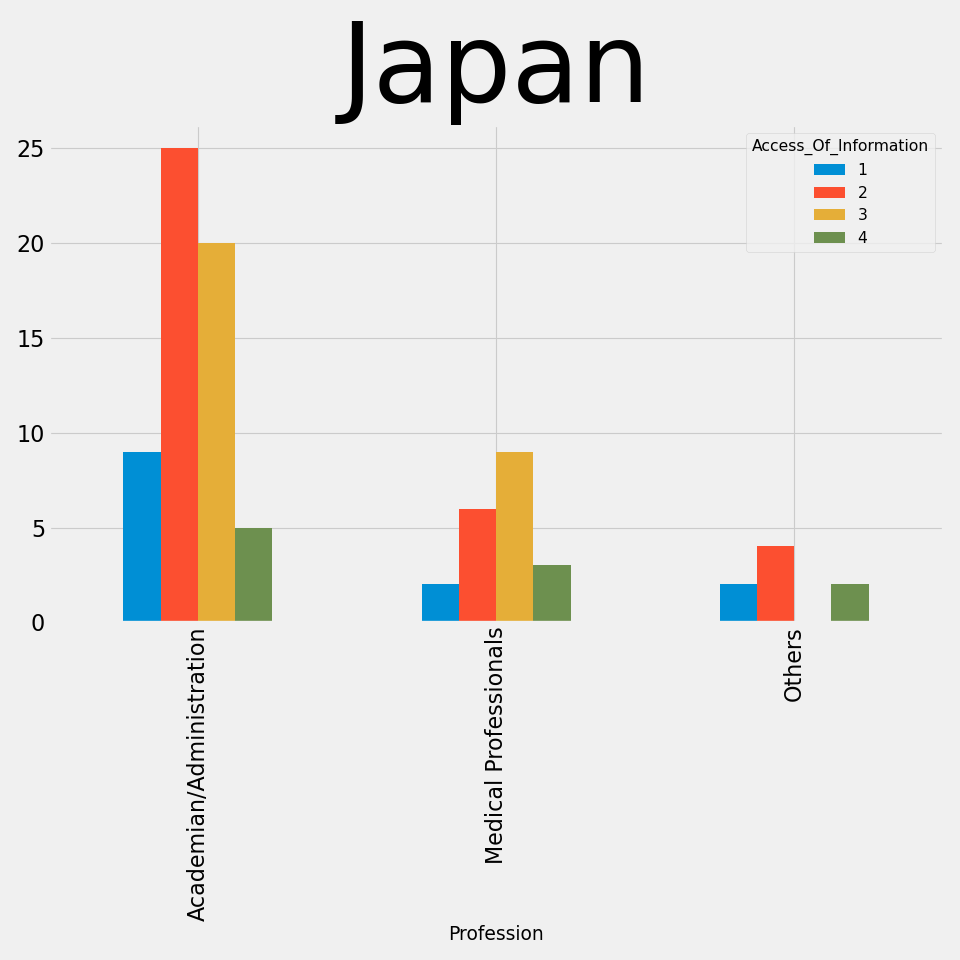 Japan
Access_Of_Information
1
2
3
4
25
20
15
10
5
0
Academian/Administration
Medical Professionals
Others
Profession